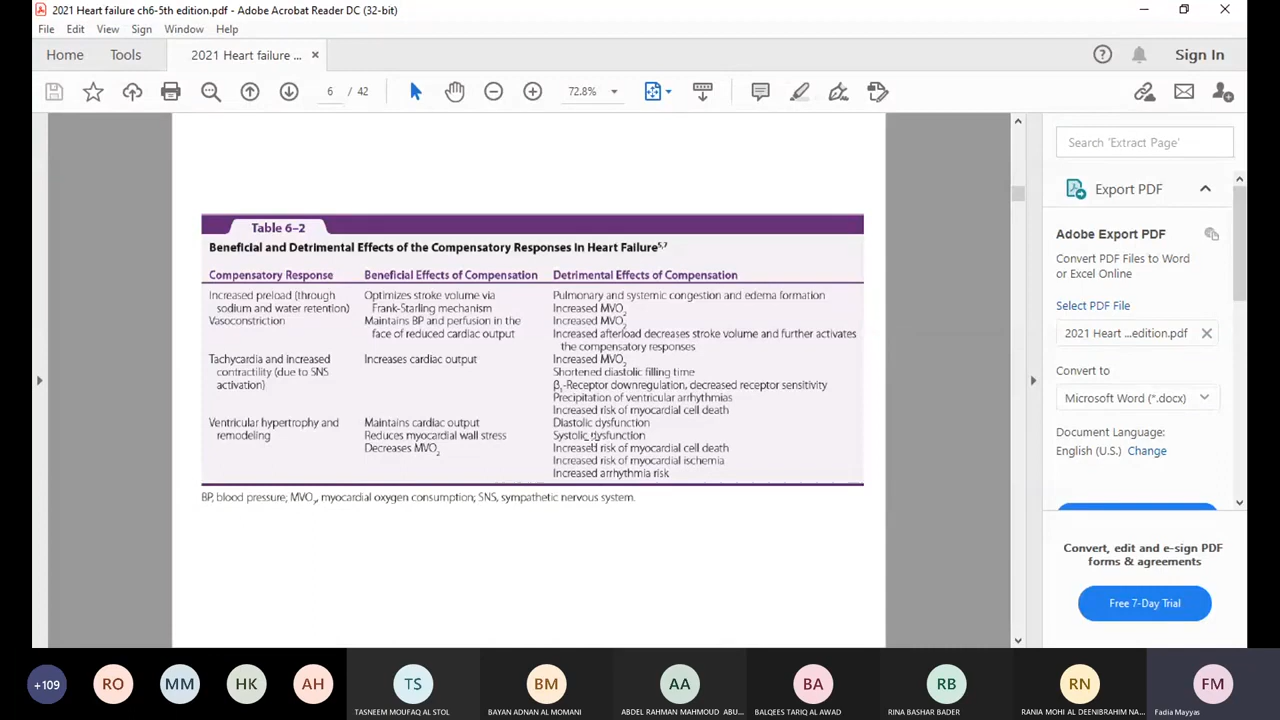 2021 Heart failure ch6-5th edition.pdf - Adobe Acrobat Reader DC (32-bit)
File Edit View Sign Window Help
Home Tools 2021 Heart failure ... × Sign In
6 / 42 72.8%
Search 'Extract Page'
Export PDF
Adobe Export PDF
Convert PDF Files to Word
or Excel Online
Select PDF File
2021 Heart ...edition.pdf
Convert to
Microsoft Word (*.docx)
Document Language:
English (U.S.) Change
Convert, edit and e-sign PDF
forms & agreements
Free 7-Day Trial
Table 6–2
Beneficial and Detrimental Effects of the Compensatory Responses in Heart Failure5,7
Compensatory Response Beneficial Effects of Compensation Detrimental Effects of Compensation
Increased preload (through Optimizes stroke volume via Pulmonary and systemic congestion and edema formation
sodium and water retention) Frank-Starling mechanism Increased MVO2
Vasoconstriction Maintains BP and perfusion in the Increased MVO2
face of reduced cardiac output Increased afterload decreases stroke volume and further activates
the compensatory responses
Tachycardia and increased Increases cardiac output Increased MVO2
contractility (due to SNS Shortened diastolic filling time
activation) β1-Receptor downregulation, decreased receptor sensitivity
Precipitation of ventricular arrhythmias
Increased risk of myocardial cell death
Ventricular hypertrophy and Maintains cardiac output Diastolic dysfunction
remodeling Reduces myocardial wall stress Systolic dysfunction
Decreases MVO2 Increased risk of myocardial cell death
Increased risk of myocardial ischemia
Increased arrhythmia risk
BP, blood pressure; MVO2, myocardial oxygen consumption; SNS, sympathetic nervous system.
+109 RO MM HK AH TS BM AA BA RB RN FM
TASNEEM MOUFAQ AL STOL BAYAN ADNAN AL MOMANI ABDEL RAHMAN MAHMOUD ABU... BALQEES TARIQ AL AWAD RINA BASHAR BADER RANIA MOHI AL DEENIBRAHIM NA... Fadia Mayyas